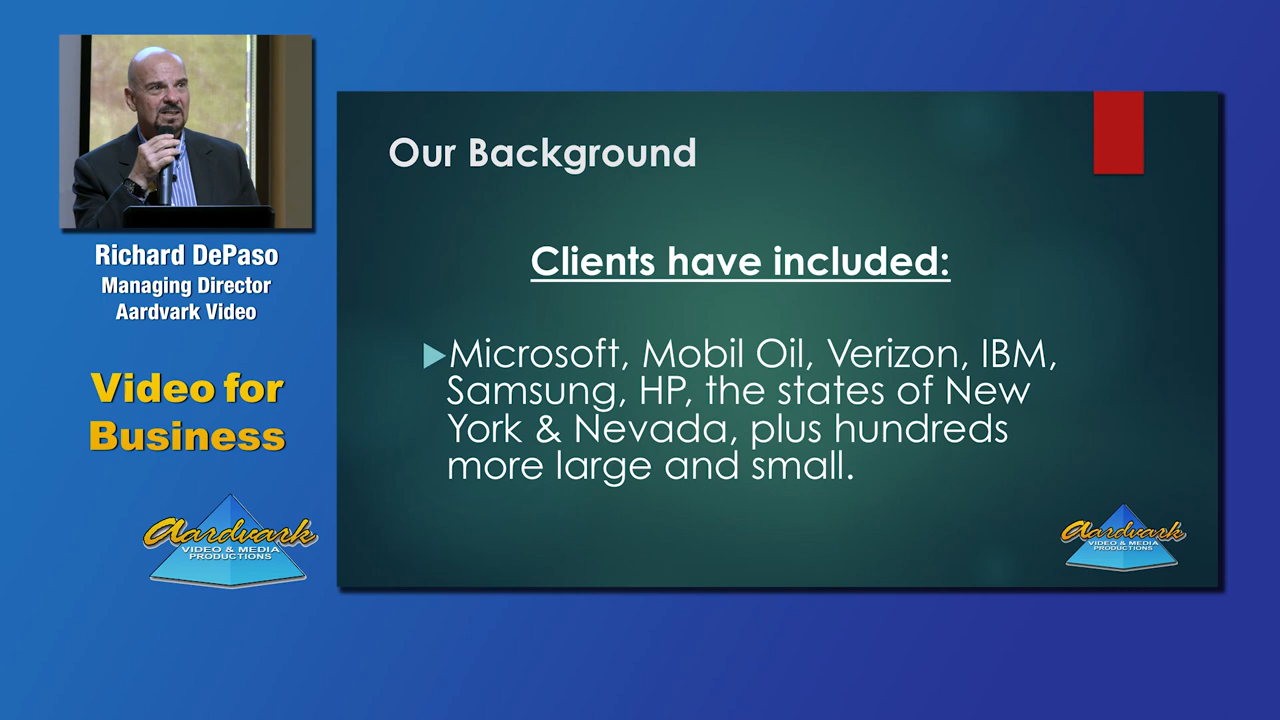 Richard DePaso
Managing Director
Aardvark Video
Video for
Business
Aardvark
VIDEO & MEDIA
PRODUCTIONS
Our Background
Clients have included:
Microsoft, Mobil Oil, Verizon, IBM,
Samsung, HP, the states of New
York & Nevada, plus hundreds
more large and small.
Aardvark
VIDEO & MEDIA
PRODUCTIONS